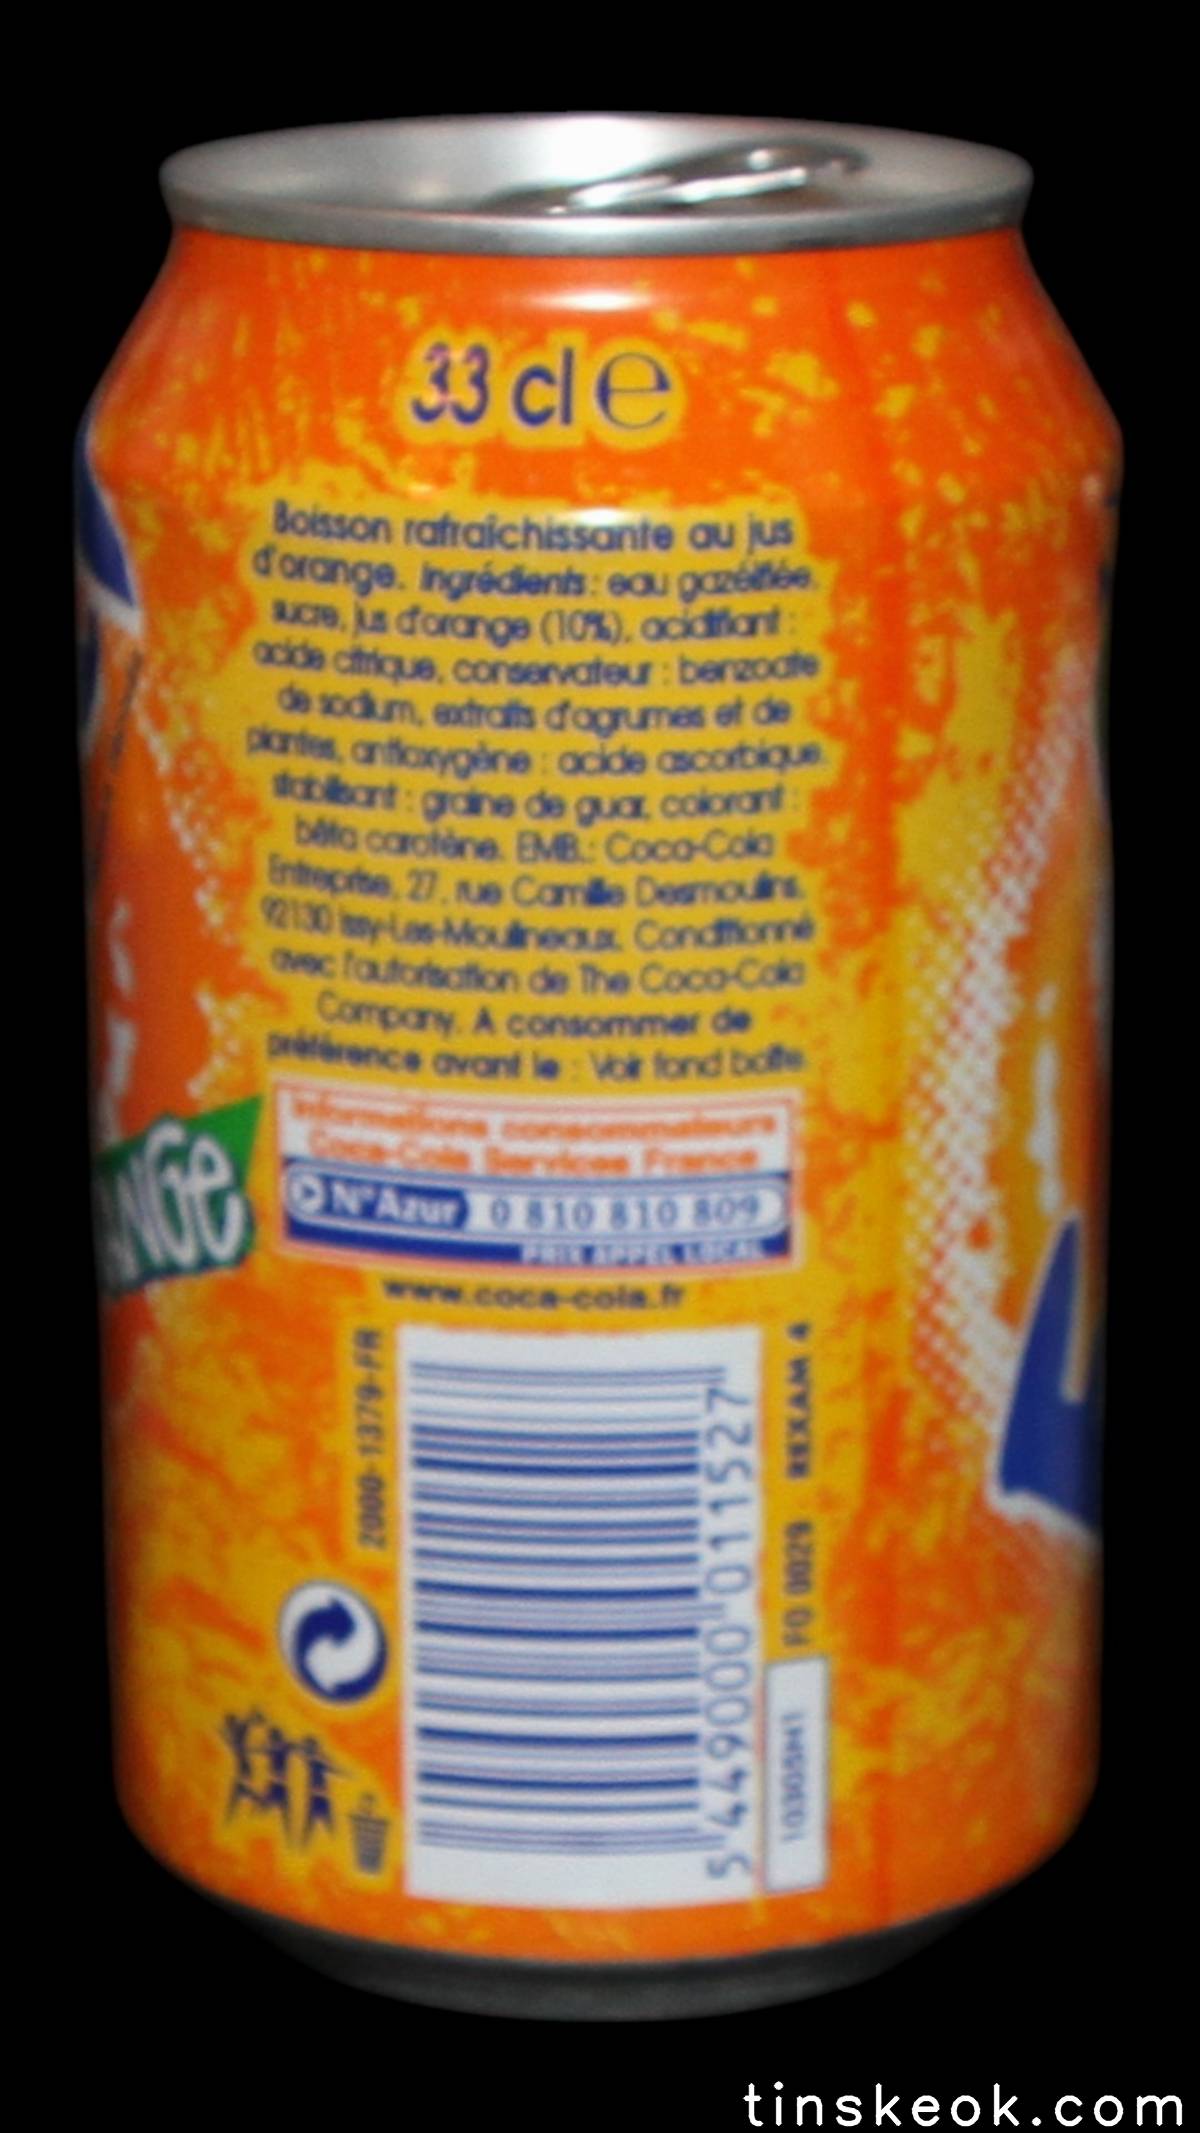 33 cl e
Boisson rafraîchissante au jus
d'orange. Ingrédients : eau gazéifiée,
sucre, jus d'orange (10%), acidifiant :
acide citrique, conservateur : benzoate
de sodium, extraits d'agrumes et de
plantes, antioxygène : acide ascorbique,
stabilisant : graine de guar, colorant :
bêta carotène. EMB.: Coca-Cola
Entreprise, 27, rue Camille Desmoulins,
92130 Issy-Les-Moulineaux. Conditionné
avec l'autorisation de The Coca-Cola
Company. A consommer de
préférence avant le : Voir fond boîte.
Informations consommateurs
Coca-Cola Services France
N°Azur 0 810 810 809
PRIX APPEL LOCAL
www.coca-cola.fr
2000-1379-FR
5 449000 011527
FO 0029 REXAM 4
1030SH1
tinskeok.com